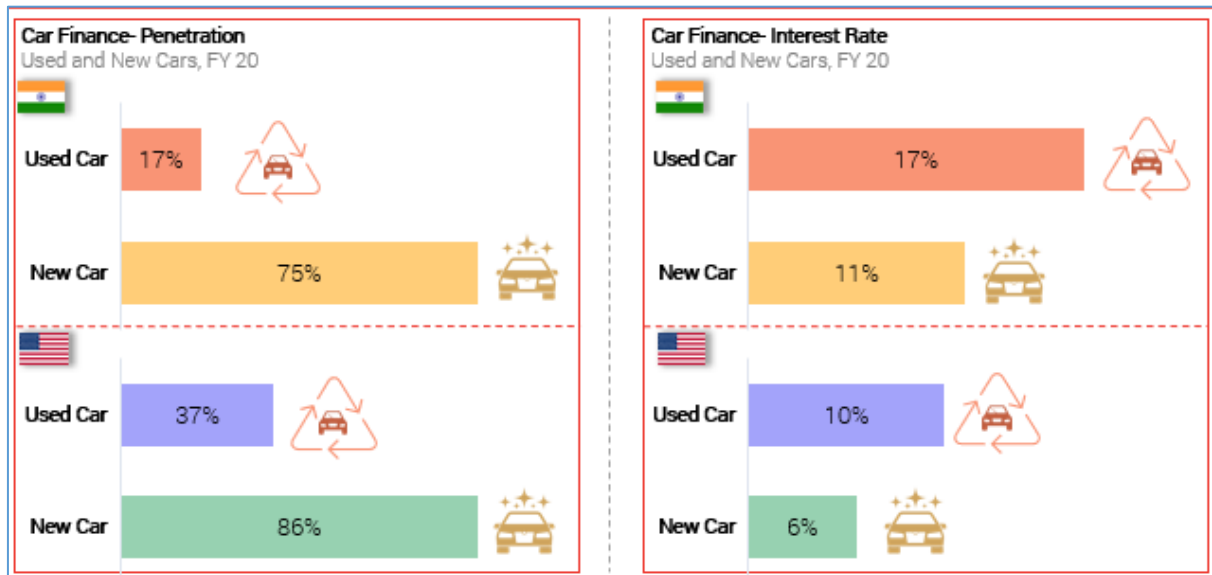 Car Finance- Penetration
Used and New Cars, FY 20
Used Car 17%
New Car 75%
Used Car 37%
New Car 86%
Car Finance- Interest Rate
Used and New Cars, FY 20
Used Car 17%
New Car 11%
Used Car 10%
New Car 6%